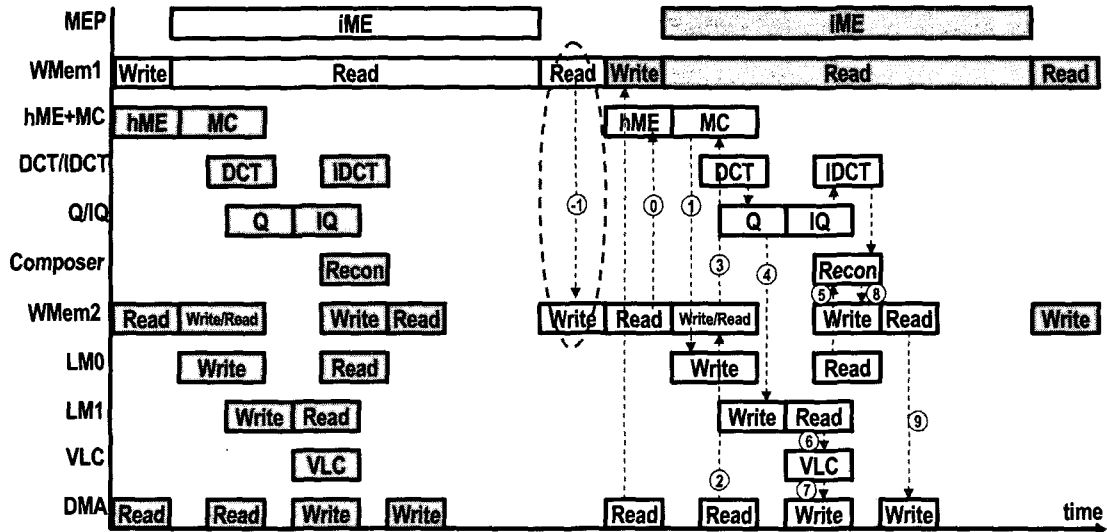 MEP iME iME
WMem1 Write Read Read Write Read Read
hME+MC hME MC hME MC
DCT/IDCT DCT IDCT DCT IDCT
Q/IQ Q IQ -1 0 1 Q IQ
Composer Recon 3 4 Recon
WMem2 Read Write/Read Write Read Write Read Write/Read 5 8 Write Read Write
LM0 Write Read Write Read
LM1 Write Read Write Read 9
VLC VLC 2 6 VLC
DMA Read Read Write Write Read Read 7 Write Write time